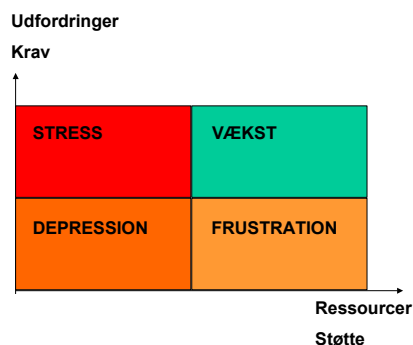 Udfordringer
Krav
STRESS
VÆKST
DEPRESSION
FRUSTRATION
Ressourcer
Støtte